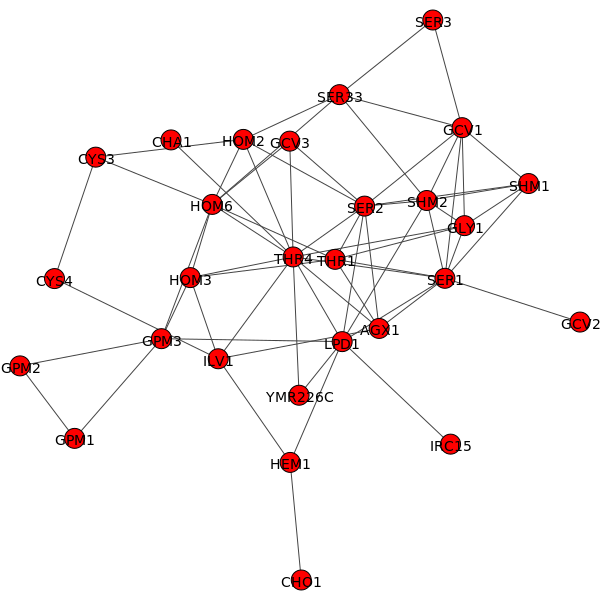 SER3
SER33
GCV1
CHA1
HOM2
GCV3
CYS3
SHM1
HOM6
SER2
SHM2
GLY1
THR4
THR1
CYS4
HOM3
SER1
GCV2
AGX1
GPM3
LPD1
ILV1
GPM2
YMR226C
GPM1
IRC15
HEM1
CHO1